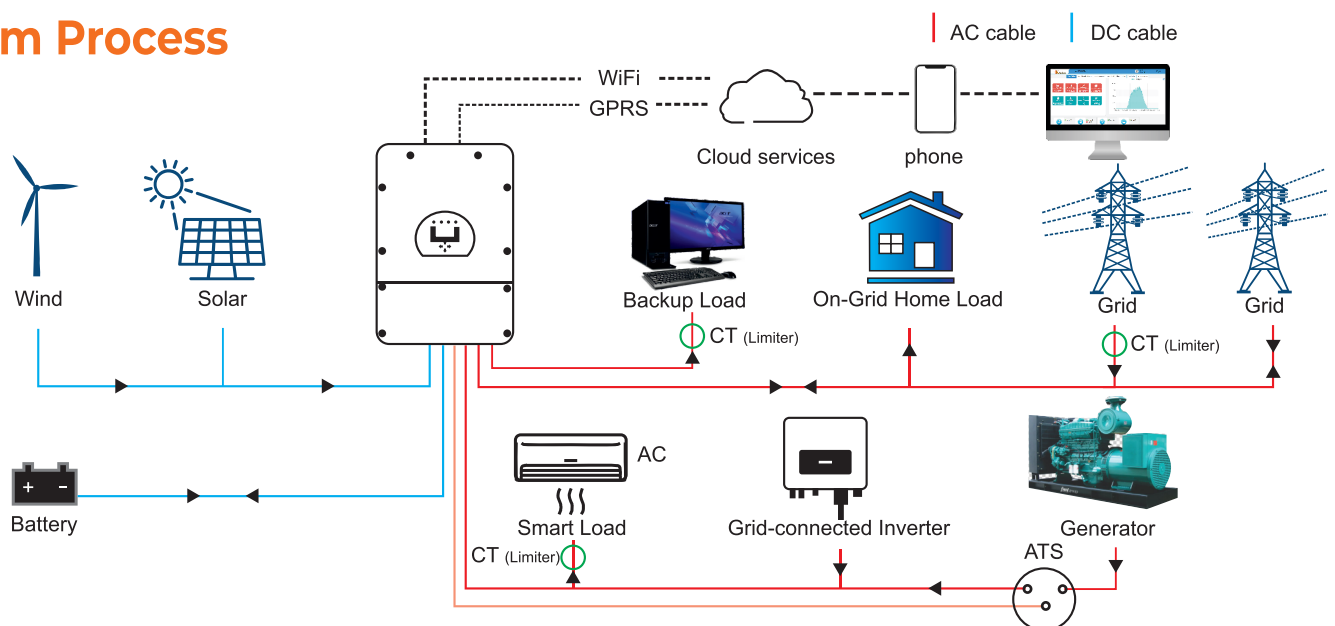 m Process
AC cable
DC cable
WiFi
GPRS
Cloud services
phone
Wind
Solar
Backup Load
On-Grid Home Load
Grid
Grid
CT (Limiter)
CT (Limiter)
AC
Battery
Smart Load
Grid-connected Inverter
Generator
CT (Limiter)
ATS